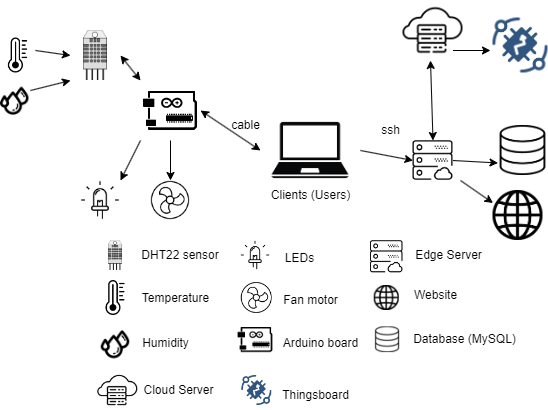 cable
ssh
Clients (Users)
DHT22 sensor
LEDs
Edge Server
Temperature
Fan motor
Website
Humidity
Arduino board
Database (MySQL)
Cloud Server
Thingsboard